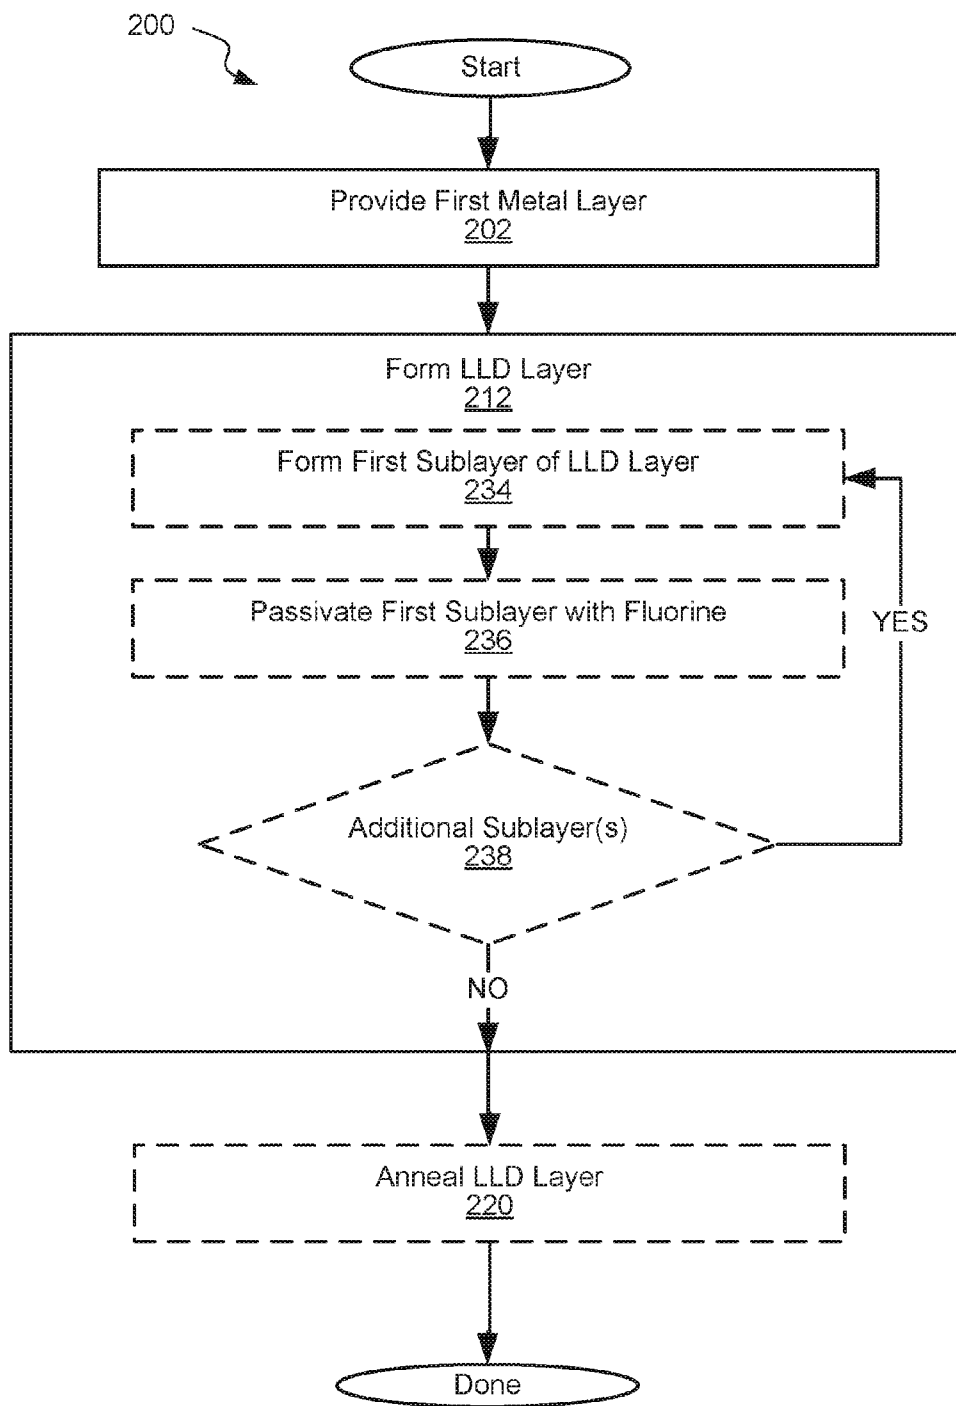 200
Start
Provide First Metal Layer
202
Form LLD Layer
212
Form First Sublayer of LLD Layer
234
Passivate First Sublayer with Fluorine
236
YES
Additional Sublayer(s)
238
NO
Anneal LLD Layer
220
Done